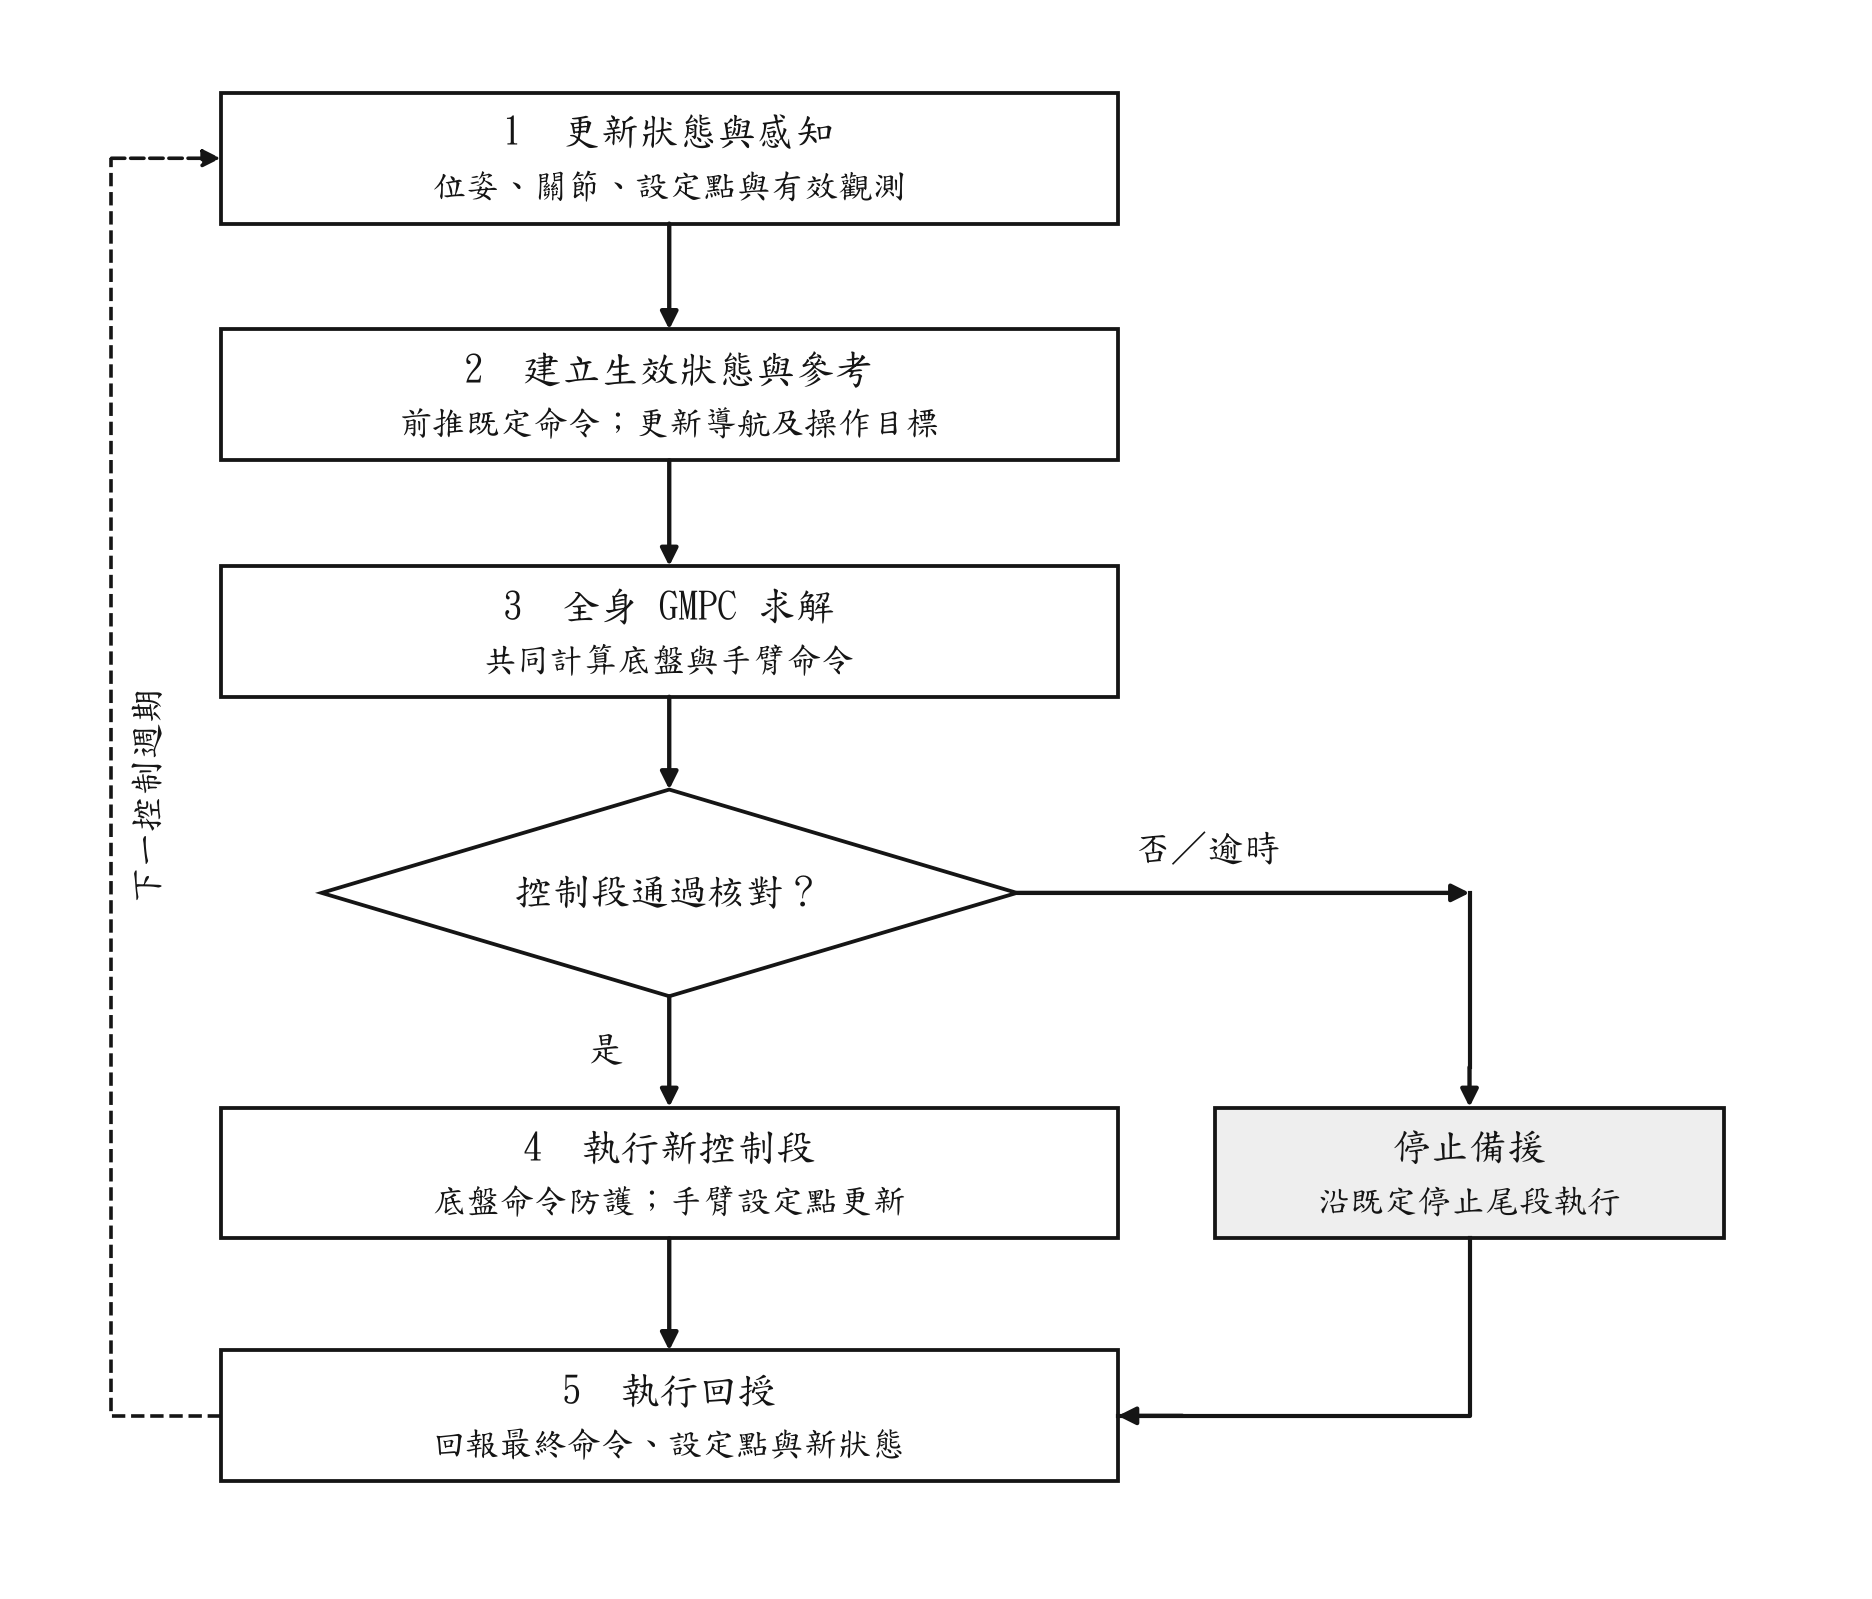 1 更新狀態與感知
位姿、關節、設定點與有效觀測
2 建立生效狀態與參考
前推既定命令；更新導航及操作目標
3 全身 GMPC 求解
共同計算底盤與手臂命令
下一控制週期
控制段通過核對？
否／逾時
是
4 執行新控制段
底盤命令防護；手臂設定點更新
停止備援
沿既定停止尾段執行
5 執行回授
回報最終命令、設定點與新狀態